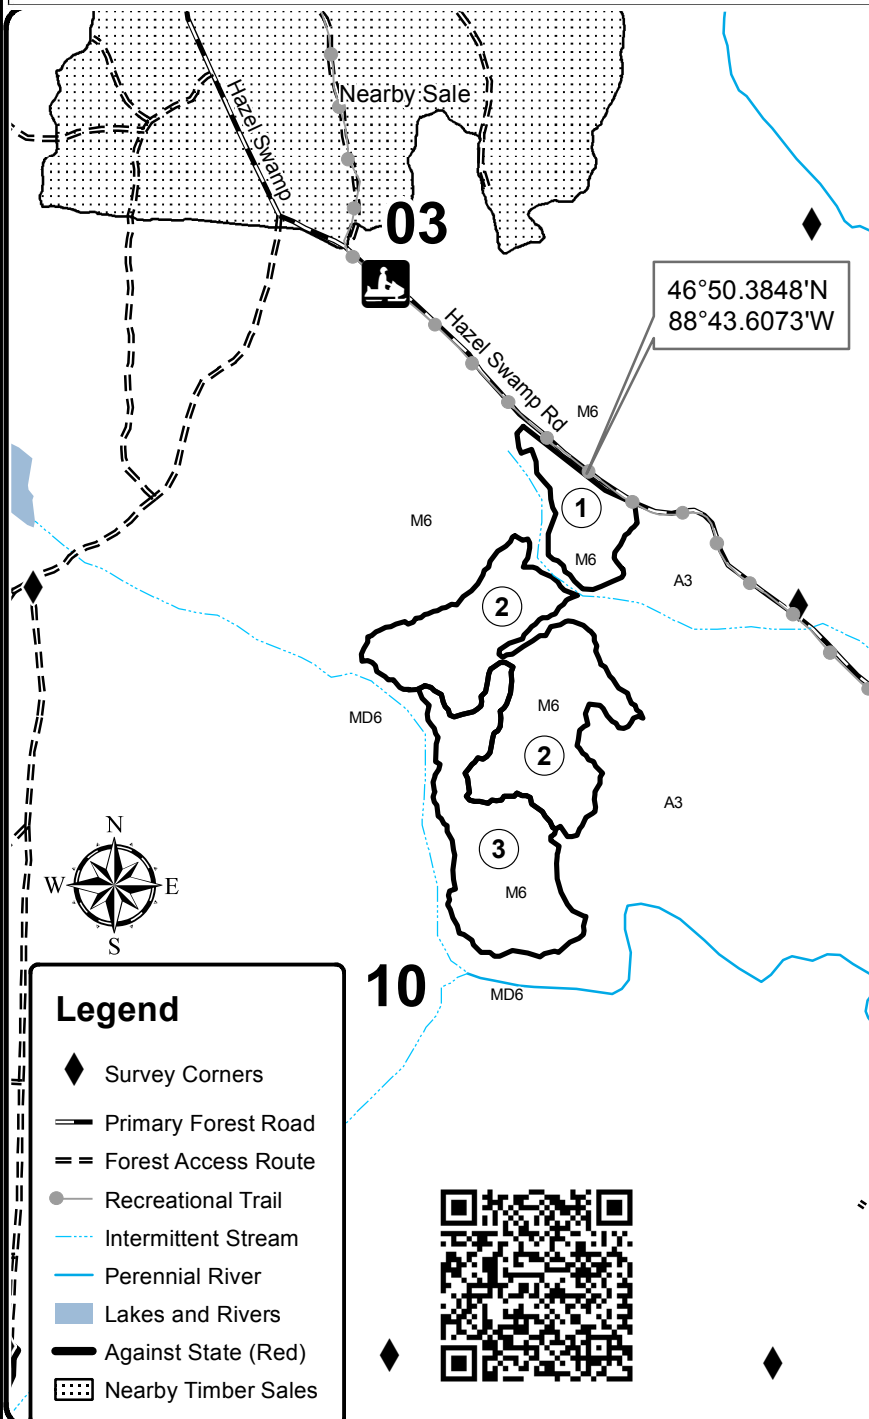 Nearby Sale
Hazel Swamp
03
46°50.3848'N
88°43.6073'W
Hazel Swamp Rd
M6
1
M6
M6
A3
2
M6
MD6
2
A3
3
M6
N
W
E
S
10
MD6
Legend
Survey Corners
Primary Forest Road
Forest Access Route
Recreational Trail
Intermittent Stream
Perennial River
Lakes and Rivers
Against State (Red)
Nearby Timber Sales